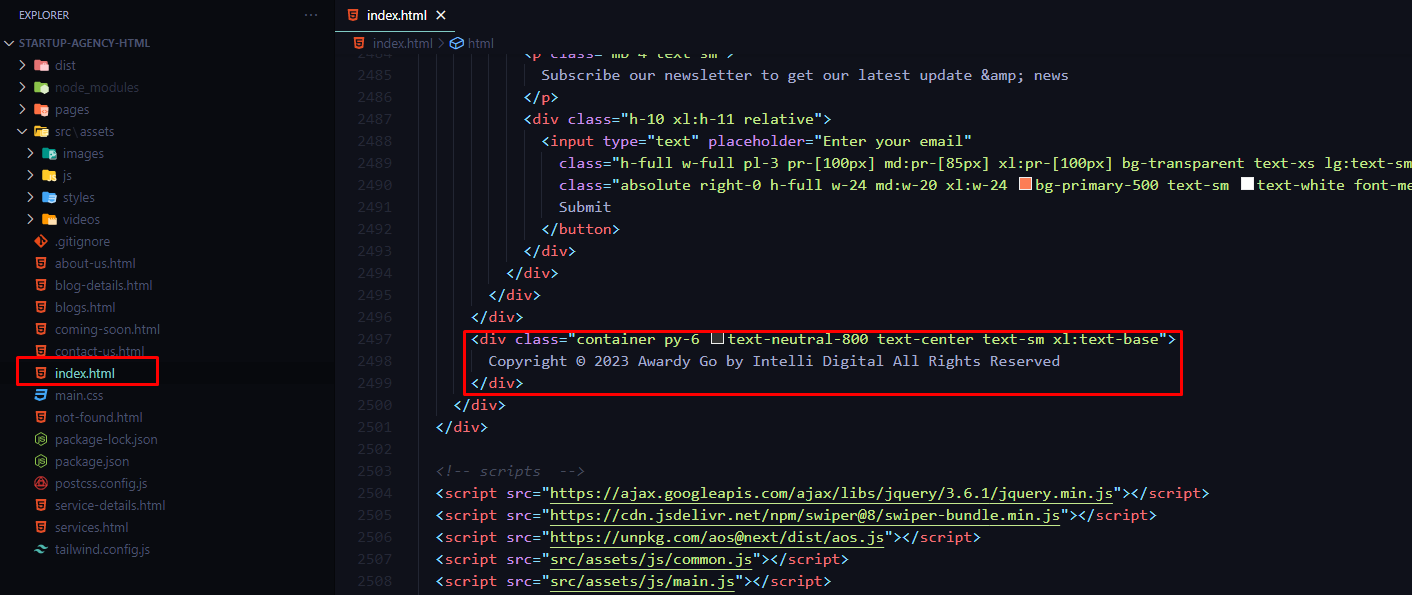 EXPLORER
···
STARTUP-AGENCY-HTML
dist
node_modules
pages
src\assets
images
js
styles
videos
.gitignore
about-us.html
blog-details.html
blogs.html
coming-soon.html
contact-us.html
index.html
main.css
not-found.html
package-lock.json
package.json
postcss.config.js
service-details.html
services.html
tailwind.config.js
index.html
index.html > html
2484 <p class="mb-4 text-sm">
2485 Subscribe our newsletter to get our latest update &amp; news
2486 </p>
2487 <div class="h-10 xl:h-11 relative">
2488 <input type="text" placeholder="Enter your email"
2489 class="h-full w-full pl-3 pr-[100px] md:pr-[85px] xl:pr-[100px] bg-transparent text-xs lg:text-sm
2490 class="absolute right-0 h-full w-24 md:w-20 xl:w-24 bg-primary-500 text-sm text-white font-me
2491 Submit
2492 </button>
2493 </div>
2494 </div>
2495 </div>
2496 </div>
2497 <div class="container py-6 text-neutral-800 text-center text-sm xl:text-base">
2498 Copyright © 2023 Awardy Go by Intelli Digital All Rights Reserved
2499 </div>
2500 </div>
2501 </div>
2502
2503 <!-- scripts -->
2504 <script src="https://ajax.googleapis.com/ajax/libs/jquery/3.6.1/jquery.min.js"></script>
2505 <script src="https://cdn.jsdelivr.net/npm/swiper@8/swiper-bundle.min.js"></script>
2506 <script src="https://unpkg.com/aos@next/dist/aos.js"></script>
2507 <script src="src/assets/js/common.js"></script>
2508 <script src="src/assets/js/main.js"></script>